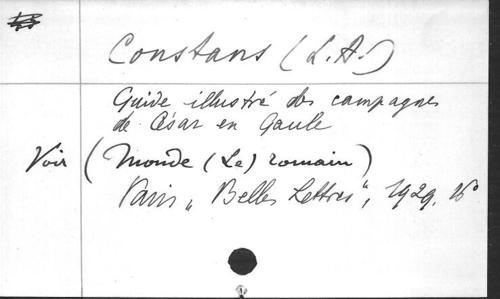 Constans (L.A.)
Guide illustré des campagnes
de César en Gaule
Voir (Monde (Le) romain)
Paris „Belles Lettres", 1929, 16°